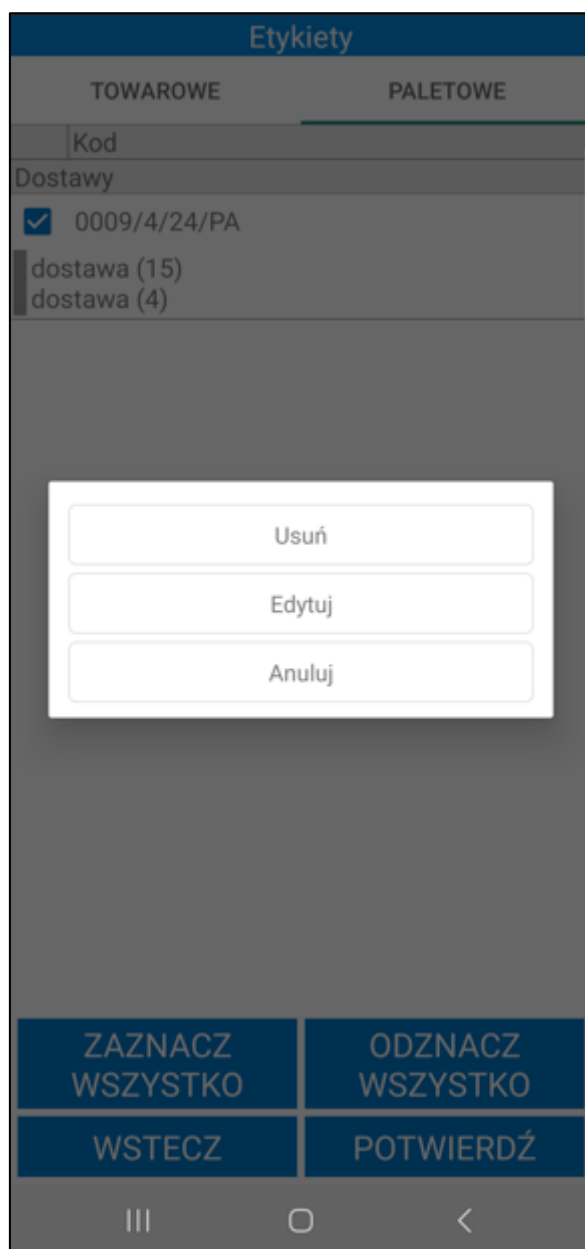 Etykiety
TOWAROWE PALETOWE
Kod
Dostawy
0009/4/24/PA
dostawa (15)
dostawa (4)
Usuń
Edytuj
Anuluj
ZAZNACZ WSZYSTKO
ODZNACZ WSZYSTKO
WSTECZ POTWIERDŹ